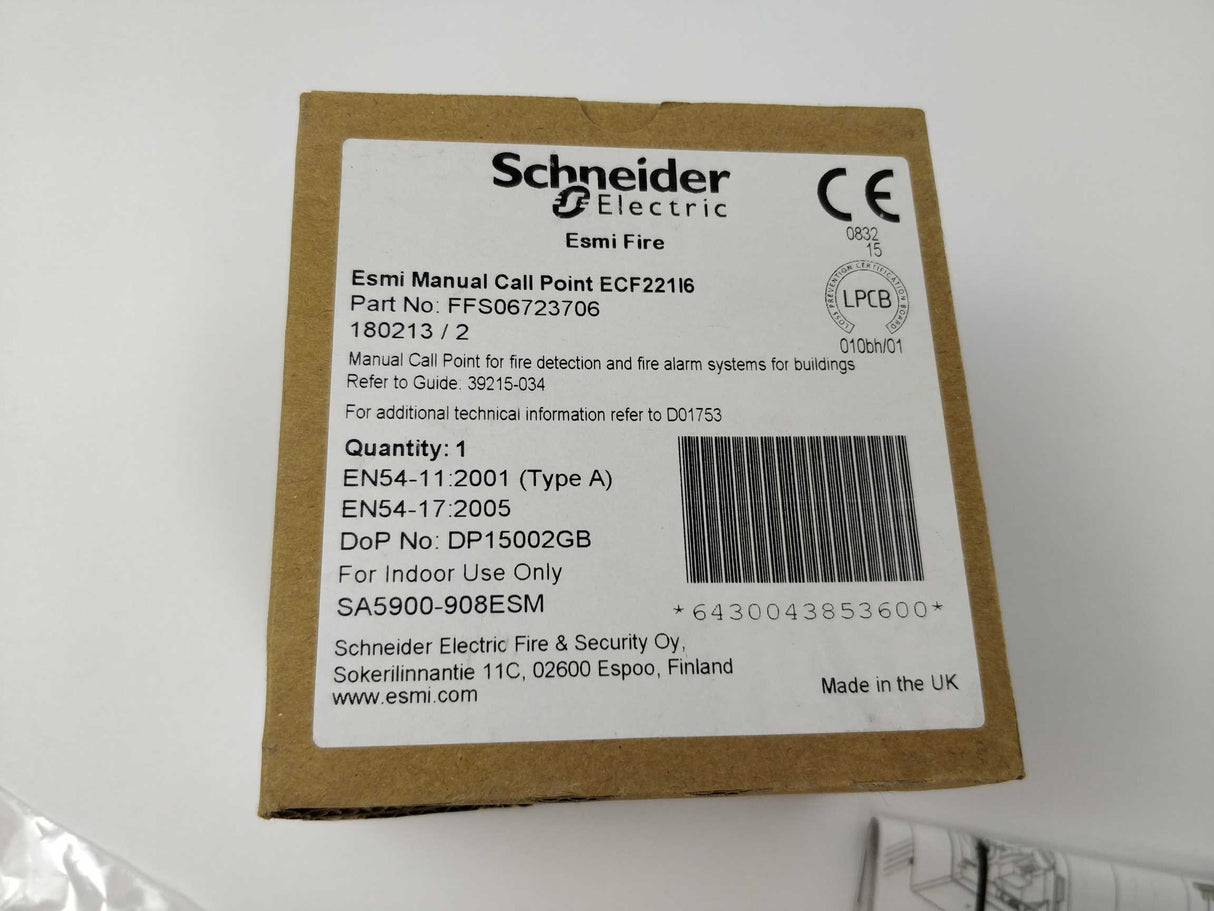 Schneider
Electric
Esmi Fire
CE
0832
15
LOSS PREVENTION CERTIFICATION BOARD
LPCB
010bh/01
Esmi Manual Call Point ECF221I6
Part No: FFS06723706
180213 / 2
Manual Call Point for fire detection and fire alarm systems for buildings
Refer to Guide: 39215-034
For additional technical information refer to D01753
Quantity: 1
EN54-11:2001 (Type A)
EN54-17:2005
DoP No: DP15002GB
For Indoor Use Only
SA5900-908ESM
*6430043853600*
Schneider Electric Fire & Security Oy,
Sokerilinnantie 11C, 02600 Espoo, Finland
www.esmi.com
Made in the UK